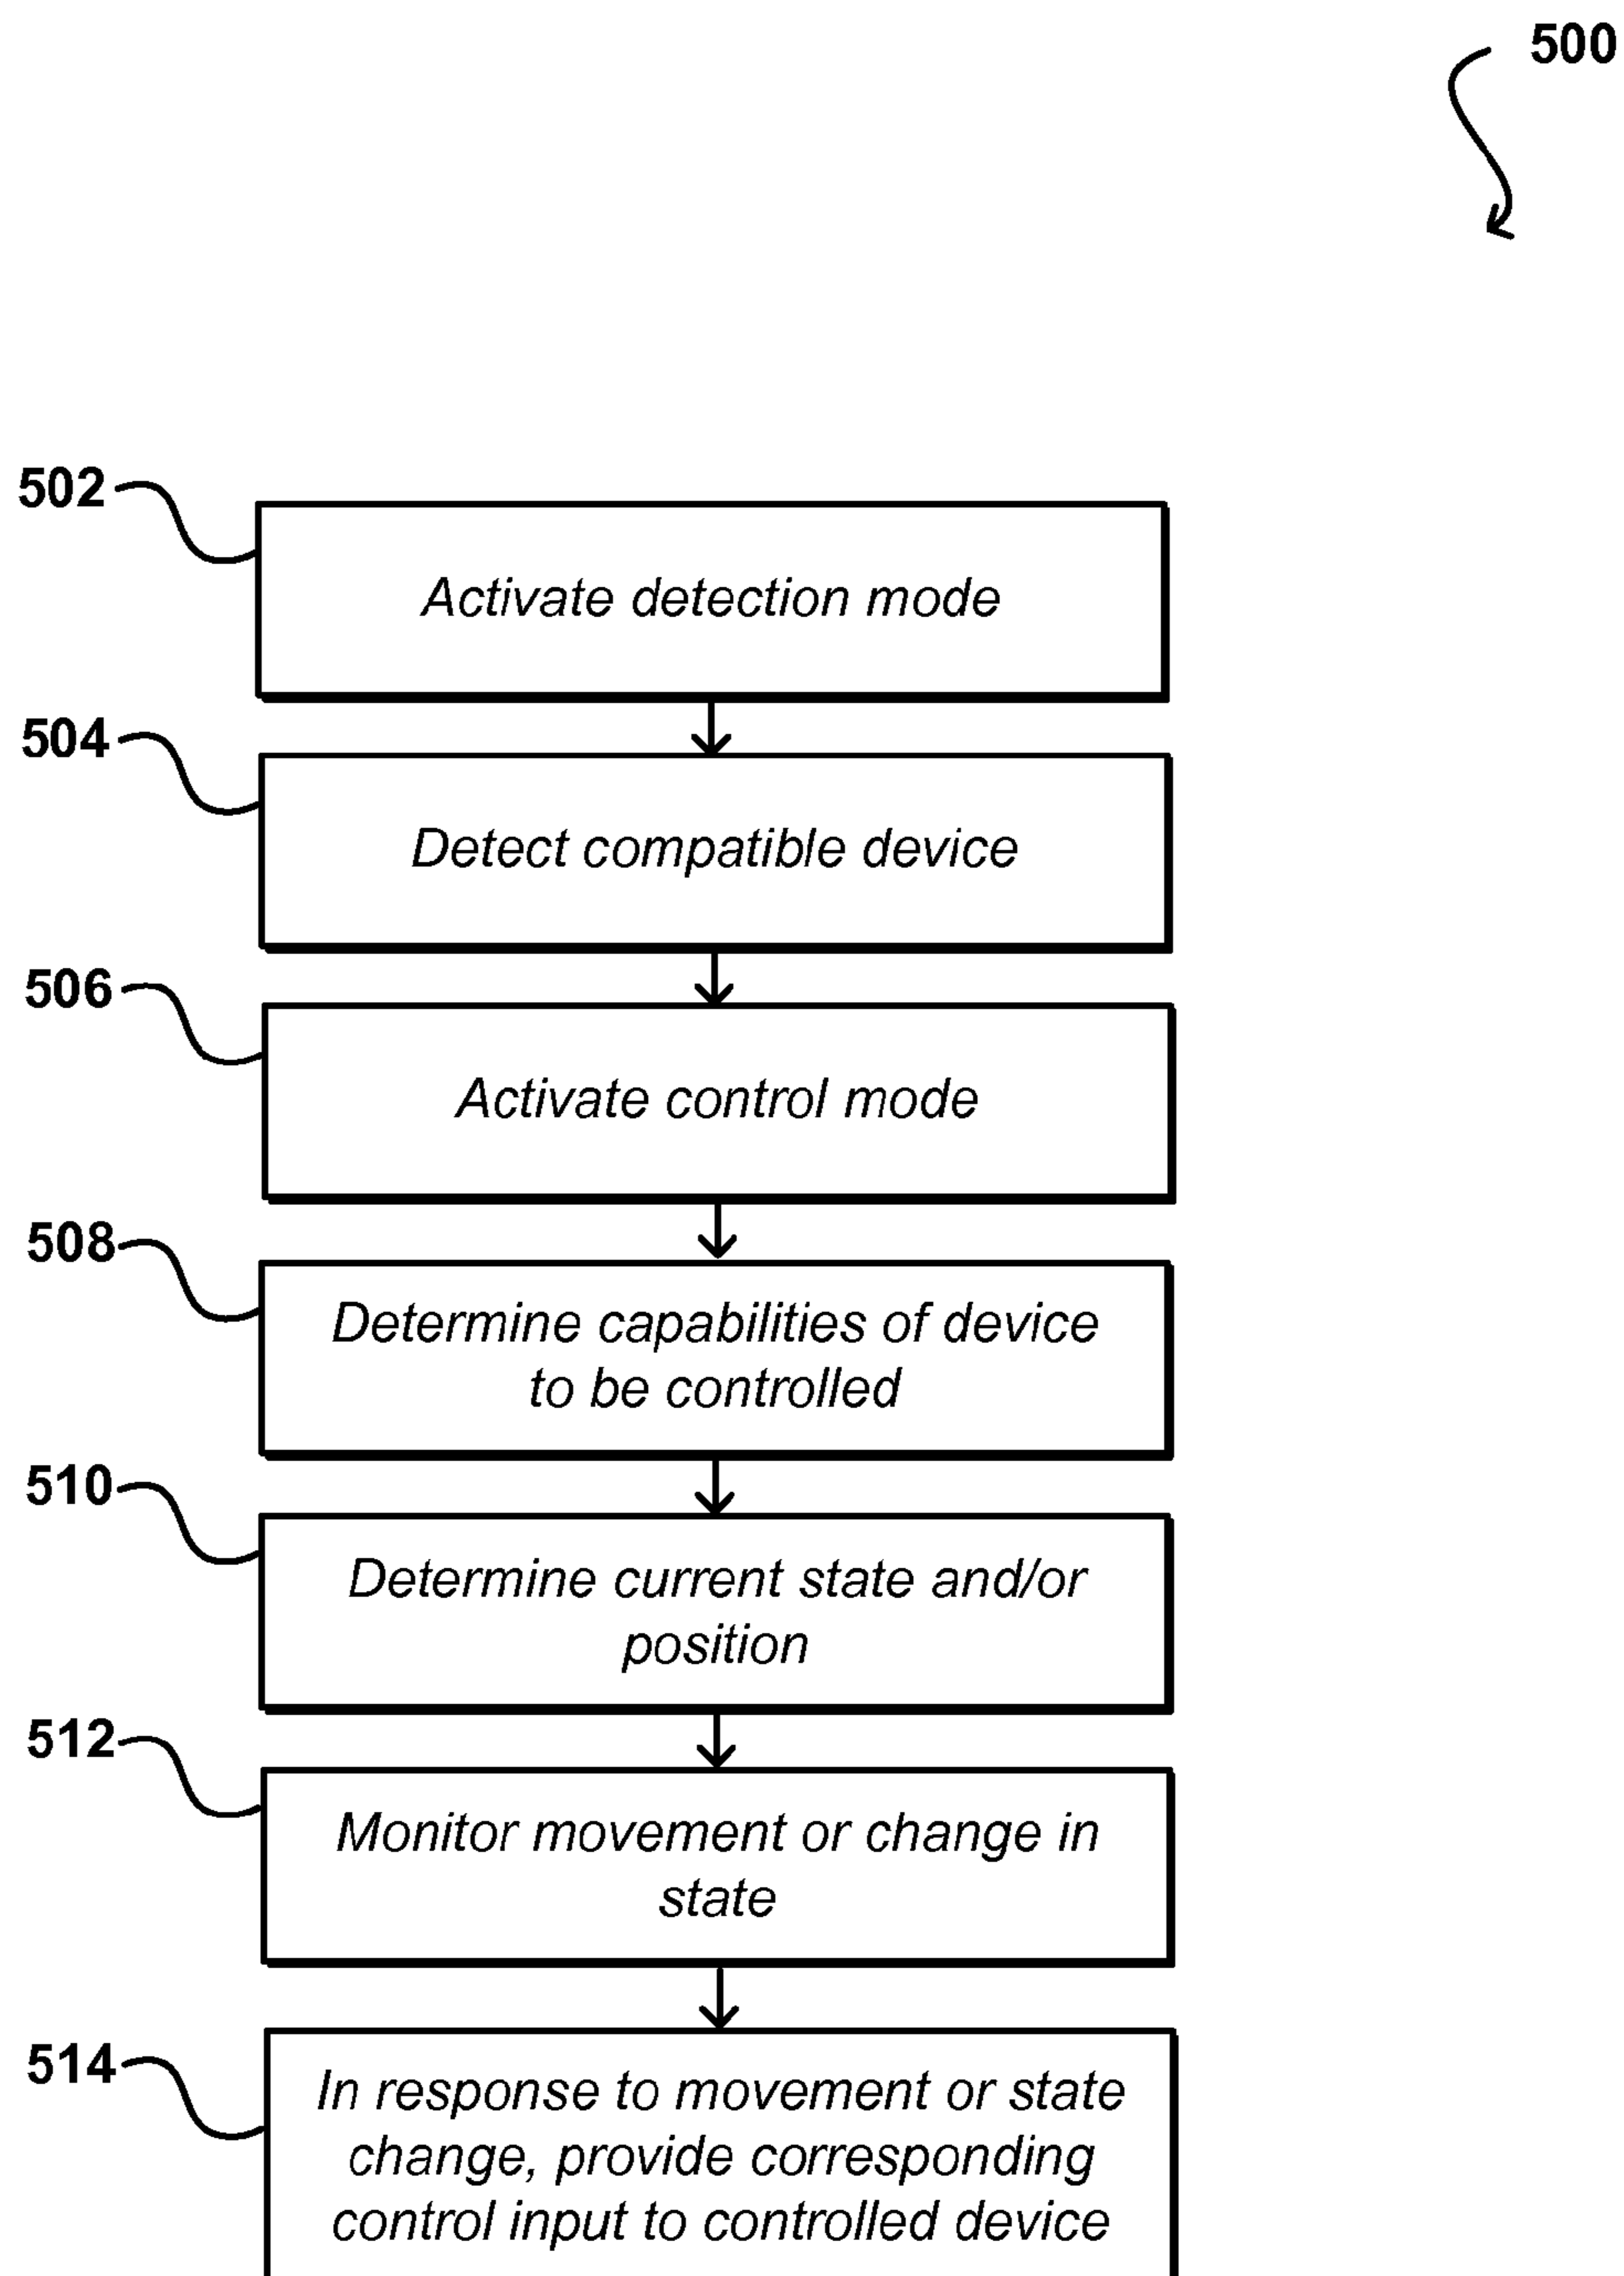 500
502
Activate detection mode
504
Detect compatible device
506
Activate control mode
508
Determine capabilities of device
to be controlled
510
Determine current state and/or
position
512
Monitor movement or change in
state
514
In response to movement or state
change, provide corresponding
control input to controlled device